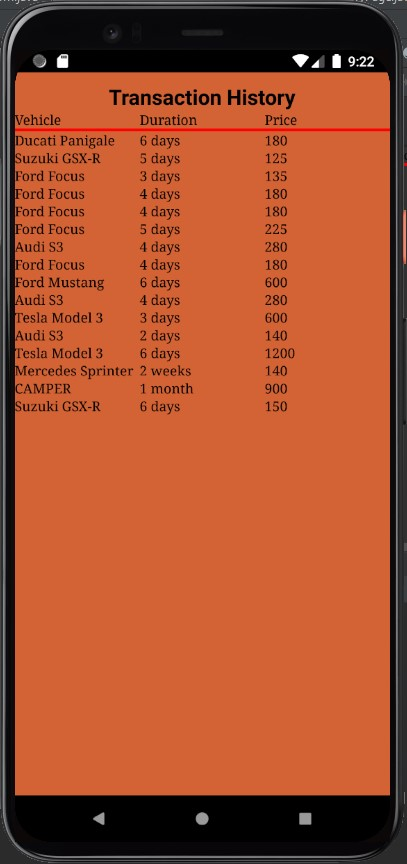 9:22
Transaction History
Vehicle Duration Price
Ducati Panigale 6 days 180
Suzuki GSX-R 5 days 125
Ford Focus 3 days 135
Ford Focus 4 days 180
Ford Focus 4 days 180
Ford Focus 5 days 225
Audi S3 4 days 280
Ford Focus 4 days 180
Ford Mustang 6 days 600
Audi S3 4 days 280
Tesla Model 3 3 days 600
Audi S3 2 days 140
Tesla Model 3 6 days 1200
Mercedes Sprinter 2 weeks 140
CAMPER 1 month 900
Suzuki GSX-R 6 days 150